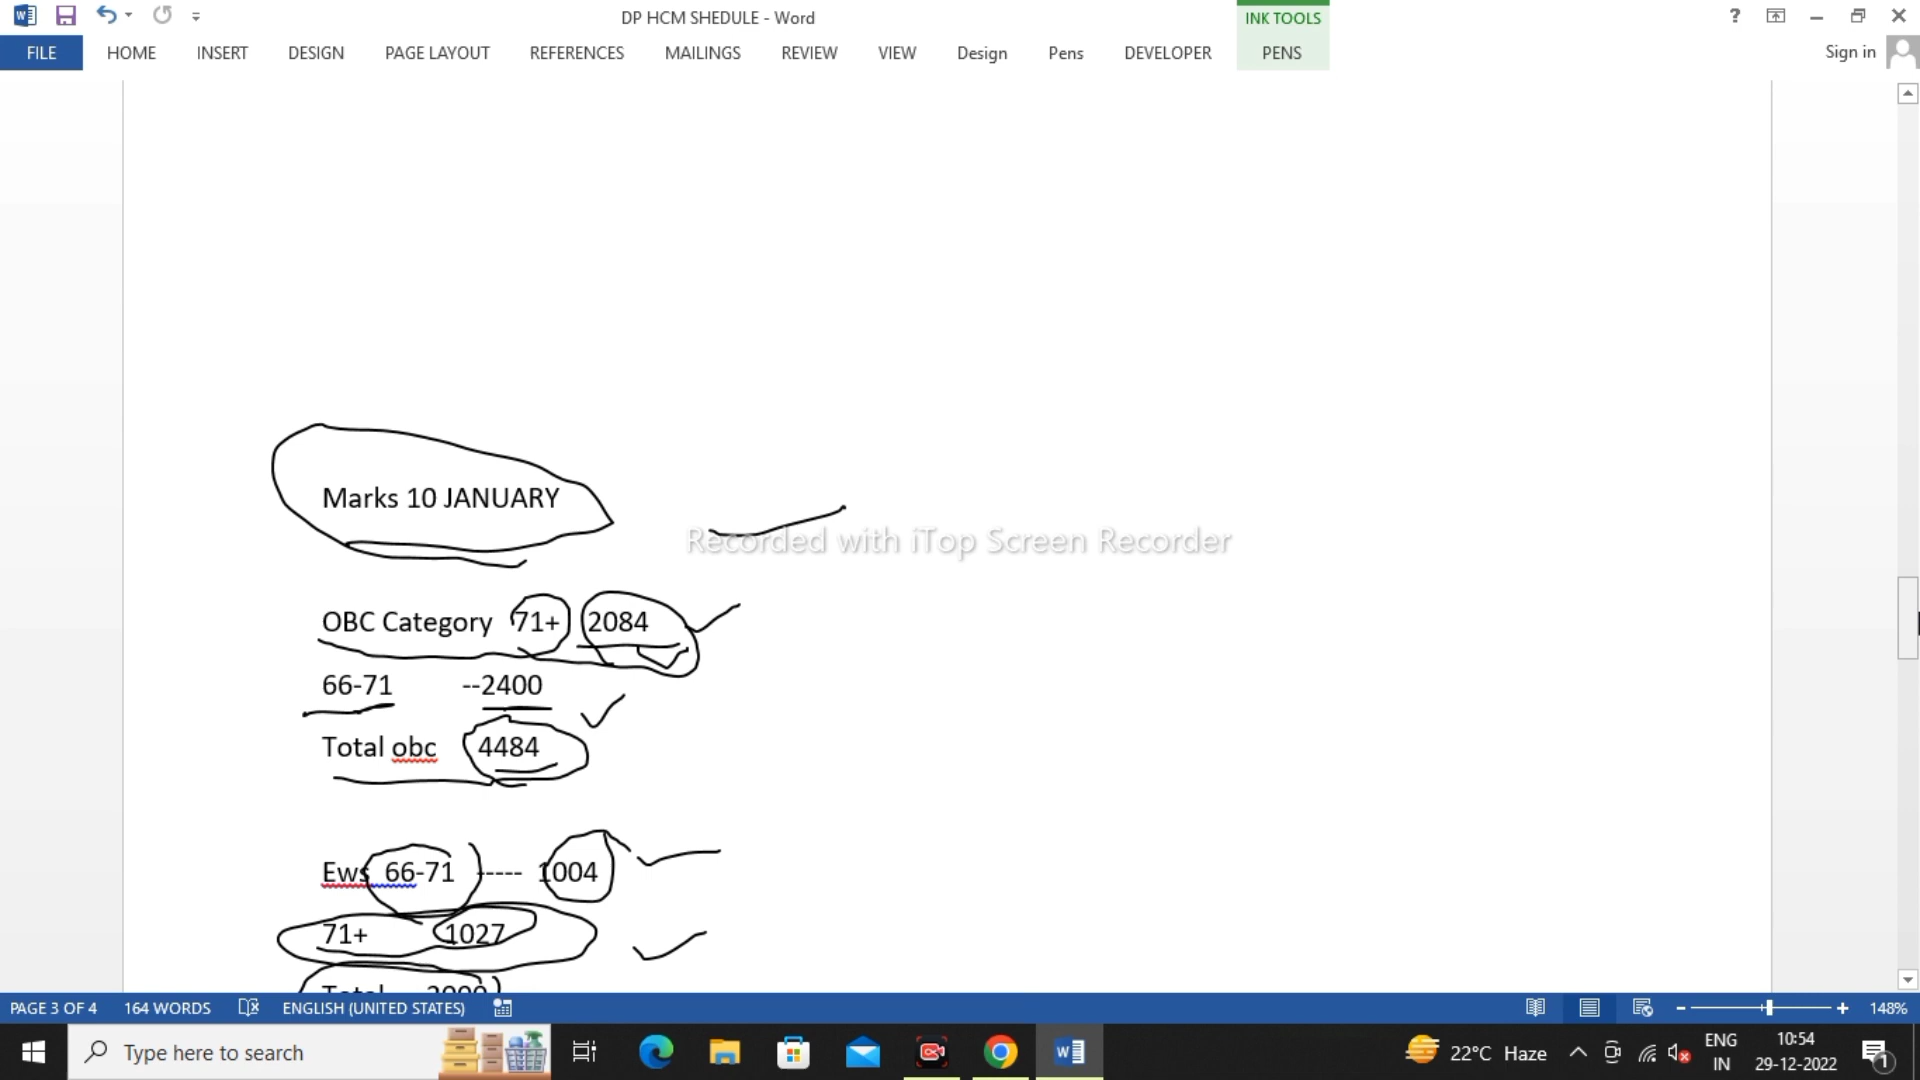 DP HCM SHEDULE - Word
INK TOOLS
?
FILE HOME INSERT DESIGN PAGE LAYOUT REFERENCES MAILINGS REVIEW VIEW Design Pens DEVELOPER PENS Sign in
Marks 10 JANUARY
Recorded with iTop Screen Recorder
OBC Category 71+ 2084
66-71 --2400
Total obc 4484
Ews 66-71 ----- 1004
71+ 1027
Total
PAGE 3 OF 4 164 WORDS ENGLISH (UNITED STATES) 148%
Type here to search
22°C Haze
ENG
IN
10:54
29-12-2022
1